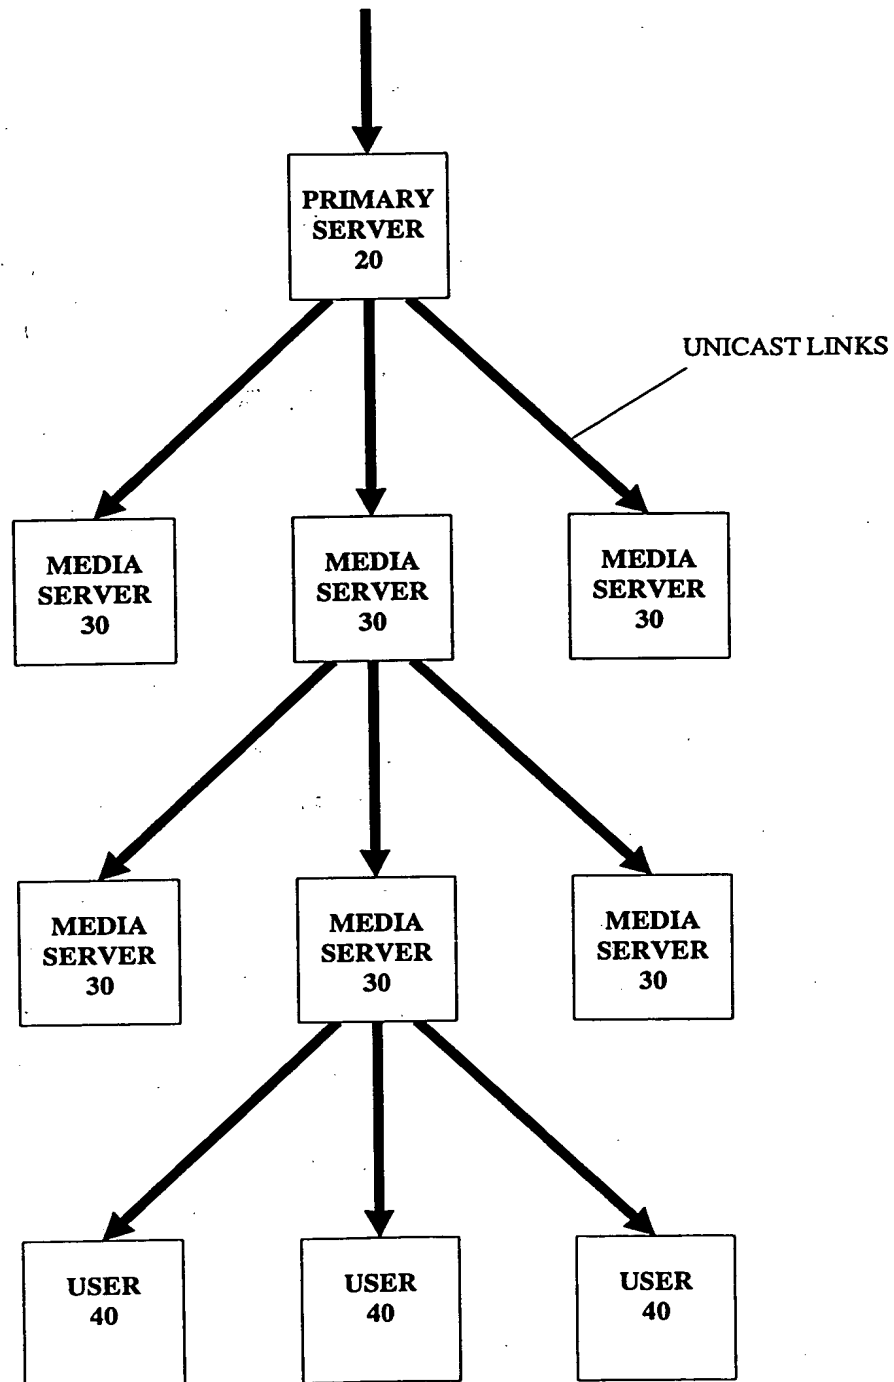 PRIMARY
SERVER
20
UNICAST LINKS
MEDIA
SERVER
30
MEDIA
SERVER
30
MEDIA
SERVER
30
MEDIA
SERVER
30
MEDIA
SERVER
30
MEDIA
SERVER
30
USER
40
USER
40
USER
40